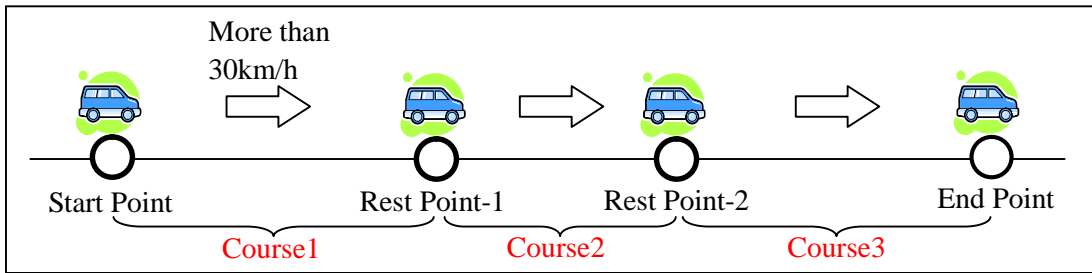 More than
30km/h
Start Point
Rest Point-1
Rest Point-2
End Point
Course1
Course2
Course3